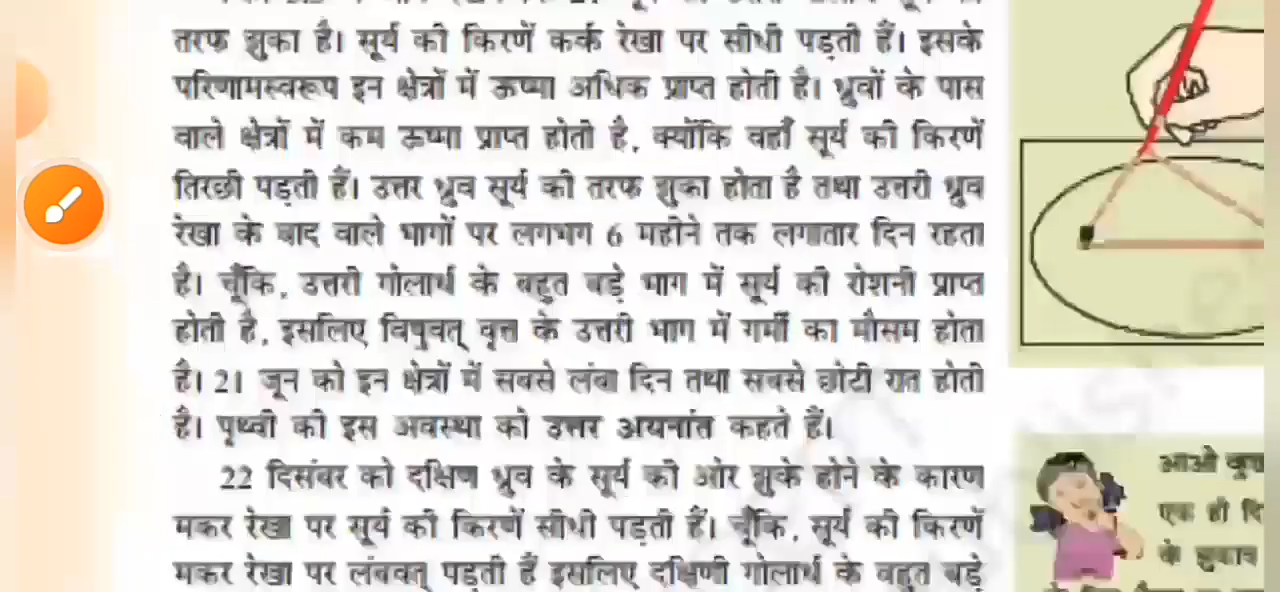 तरफ झुका है। सूर्य की किरणें कर्क रेखा पर सीधी पड़ती हैं। इसके
परिणामस्वरूप इन क्षेत्रों में ऊष्मा अधिक प्राप्त होती है। ध्रुवों के पास
वाले क्षेत्रों में कम ऊष्मा प्राप्त होती है, क्योंकि वहाँ सूर्य की किरणें
तिरछी पड़ती हैं। उत्तर ध्रुव सूर्य की तरफ झुका होता है तथा उत्तरी ध्रुव
रेखा के बाद वाले भागों पर लगभग 6 महीने तक लगातार दिन रहता
है। चूँकि, उत्तरी गोलार्ध के बहुत बड़े भाग में सूर्य की रोशनी प्राप्त
होती है, इसलिए विषुवत् वृत्त के उत्तरी भाग में गर्मी का मौसम होता
है। 21 जून को इन क्षेत्रों में सबसे लंबा दिन तथा सबसे छोटी रात होती
है। पृथ्वी की इस अवस्था को उत्तर अयनांत कहते हैं।
22 दिसंबर को दक्षिण ध्रुव के सूर्य की ओर झुके होने के कारण
मकर रेखा पर सूर्य की किरणें सीधी पड़ती हैं। चूँकि, सूर्य की किरणें
मकर रेखा पर लंबवत् पड़ती हैं इसलिए दक्षिणी गोलार्ध के बहुत बड़े
आओ कुछ
एक ही दि
के झुकाव